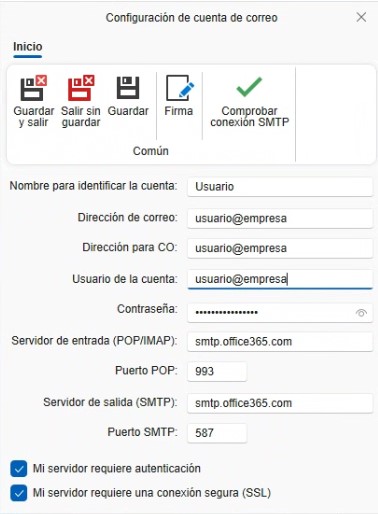 Configuración de cuenta de correo
Inicio
Guardar y salir
Salir sin guardar
Guardar
Firma
Comprobar conexión SMTP
Común
Nombre para identificar la cuenta: Usuario
Dirección de correo: usuario@empresa
Dirección para CO: usuario@empresa
Usuario de la cuenta: usuario@empresa
Contraseña: ••••••••••••••••
Servidor de entrada (POP/IMAP): smtp.office365.com
Puerto POP: 993
Servidor de salida (SMTP): smtp.office365.com
Puerto SMTP: 587
Mi servidor requiere autenticación
Mi servidor requiere una conexión segura (SSL)